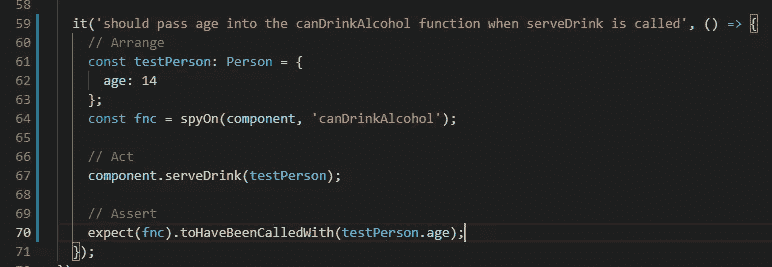 58
59 it('should pass age into the canDrinkAlcohol function when serveDrink is called', () => {
60 // Arrange
61 const testPerson: Person = {
62 age: 14
63 };
64 const fnc = spyOn(component, 'canDrinkAlcohol');
65
66 // Act
67 component.serveDrink(testPerson);
68
69 // Assert
70 expect(fnc).toHaveBeenCalledWith(testPerson.age);
71 });